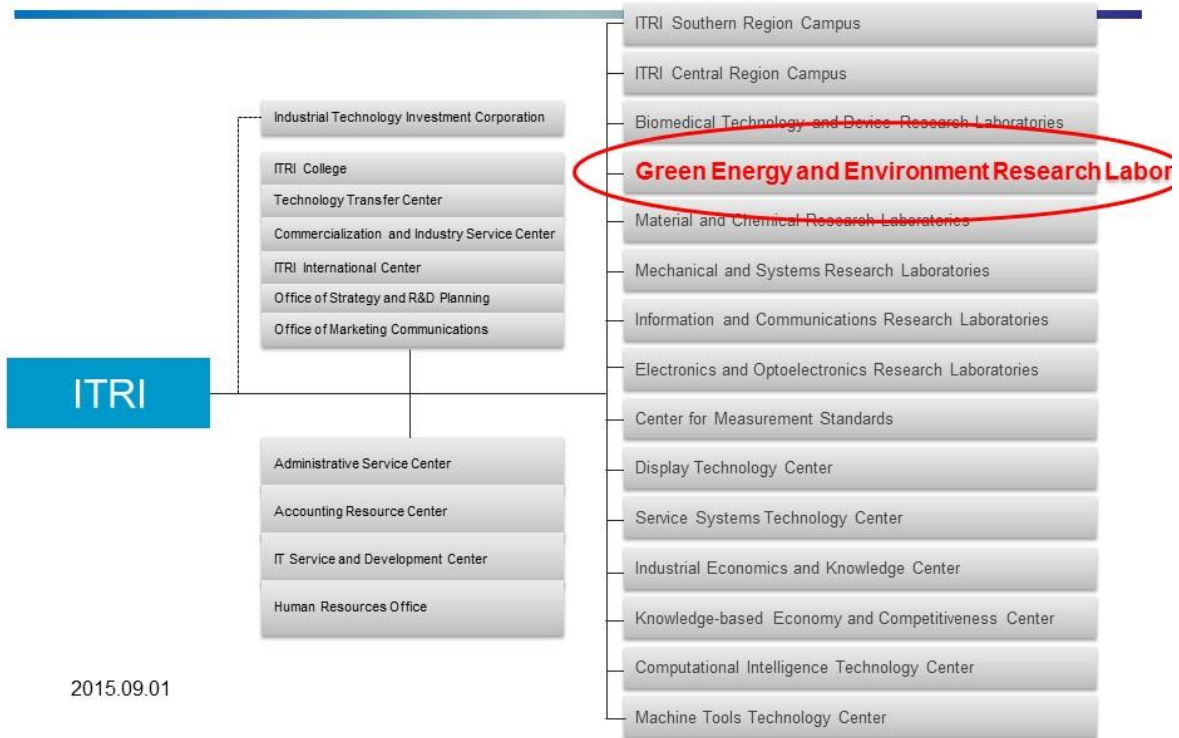 Industrial Technology Investment Corporation
ITRI College
Technology Transfer Center
Commercialization and Industry Service Center
ITRI International Center
Office of Strategy and R&D Planning
Office of Marketing Communications
ITRI
Administrative Service Center
Accounting Resource Center
IT Service and Development Center
Human Resources Office
2015.09.01
ITRI Southern Region Campus
ITRI Central Region Campus
Biomedical Technology and Device Research Laboratories
Green Energy and Environment Research Labor
Material and Chemical Research Laboratories
Mechanical and Systems Research Laboratories
Information and Communications Research Laboratories
Electronics and Optoelectronics Research Laboratories
Center for Measurement Standards
Display Technology Center
Service Systems Technology Center
Industrial Economics and Knowledge Center
Knowledge-based Economy and Competitiveness Center
Computational Intelligence Technology Center
Machine Tools Technology Center